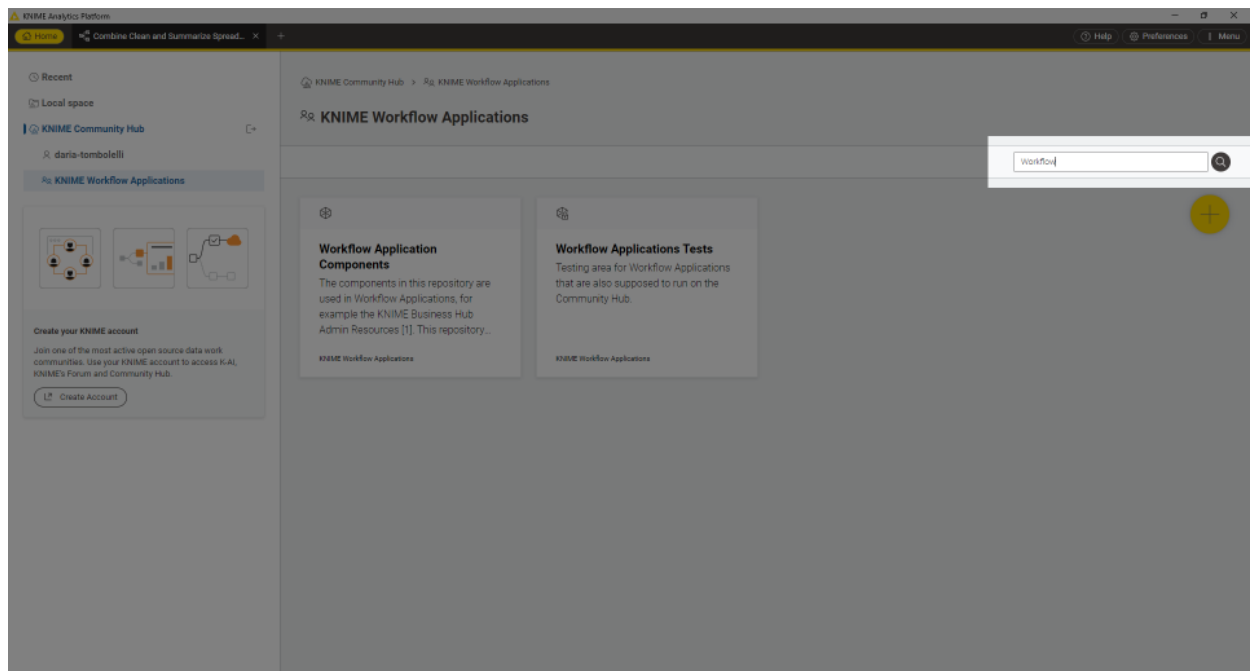 KNIME Analytics Platform
Home
Combine Clean and Summarize Spread...
Help
Preferences
Menu
Recent
Local space
KNIME Community Hub
daria-tombolelli
KNIME Workflow Applications
Create your KNIME account
Join one of the most active open source data work
communities. Use your KNIME account to access K-AI,
KNIME's Forum and Community Hub.
Create Account
KNIME Community Hub > KNIME Workflow Applications
KNIME Workflow Applications
Workflow
Workflow Application
Components
The components in this repository are
used in Workflow Applications, for
example the KNIME Business Hub
Admin Resources [1]. This repository...
KNIME Workflow Applications
Workflow Applications Tests
Testing area for Workflow Applications
that are also supposed to run on the
Community Hub.
KNIME Workflow Applications